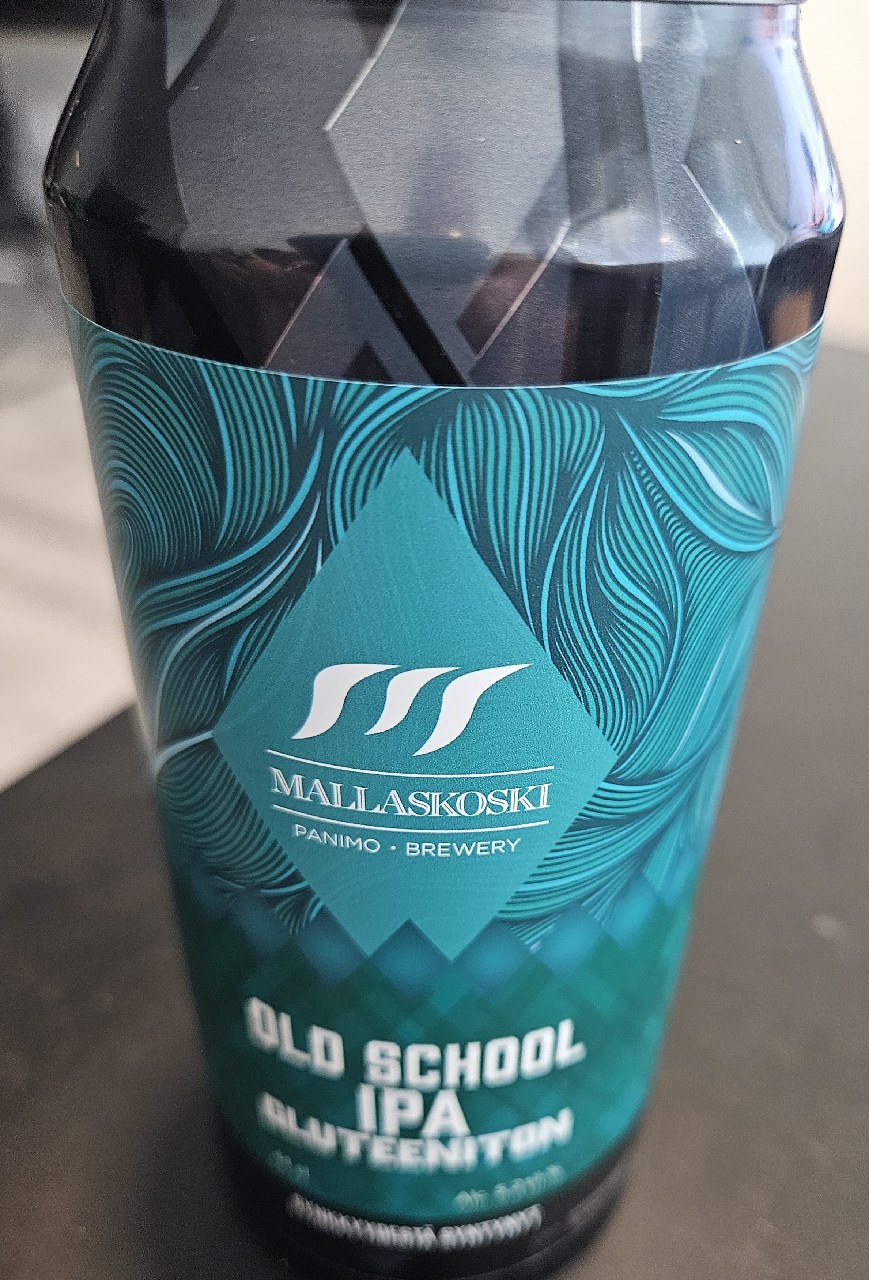 MALLASKOSKI
PANIMO • BREWERY
OLD SCHOOL
IPA
GLUTEENITON